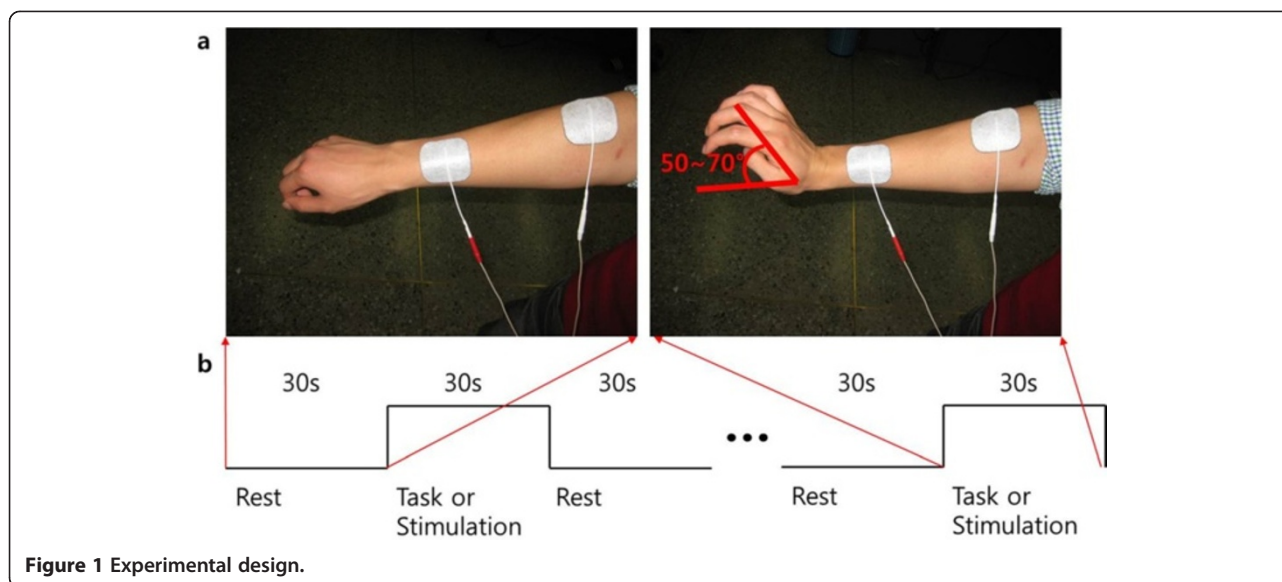 a
50~70°
b
30s 30s 30s 30s 30s
•••
Rest Task or Rest Rest Task or
Stimulation Stimulation
Figure 1 Experimental design.